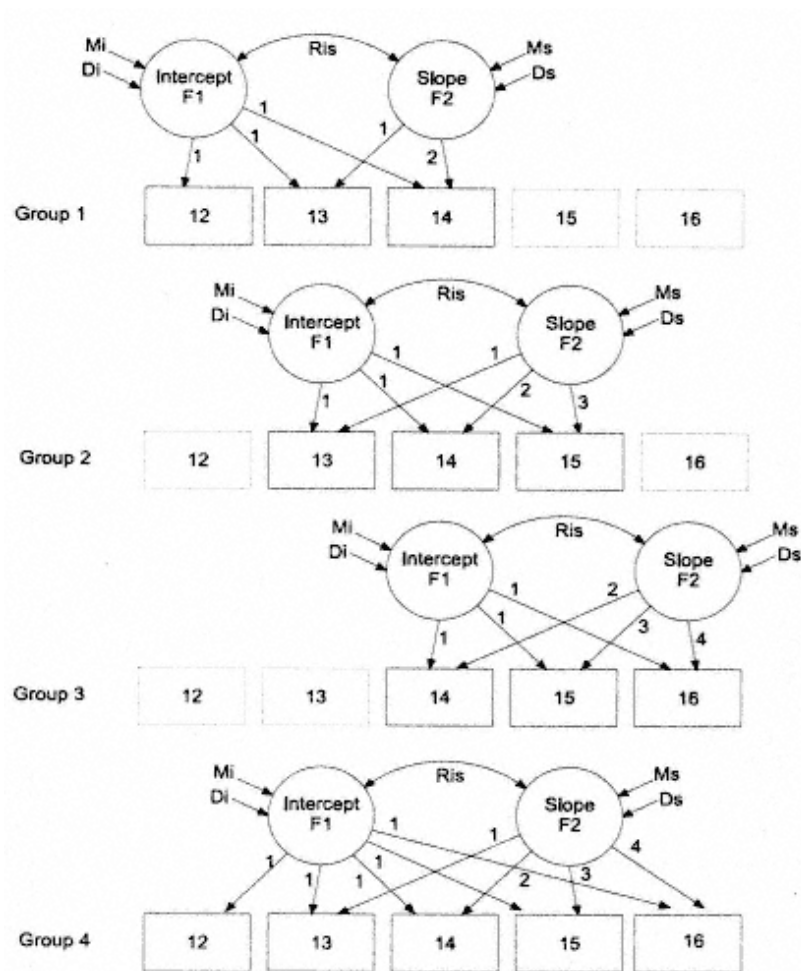 Mi Ris Ms
Di Intercept Slope Ds
F1 F2
1 1 1 1 2
Group 1 12 13 14 15 16
Mi Ris Ms
Di Intercept Slope Ds
F1 F2
1 1 1 1 2 3
Group 2 12 13 14 15 16
Mi Ris Ms
Di Intercept Slope Ds
F1 F2
1 1 1 2 3 4
Group 3 12 13 14 15 16
Mi Ris Ms
Di Intercept Slope Ds
F1 F2
1 1 1 1 1 1 2 3 4
Group 4 12 13 14 15 16